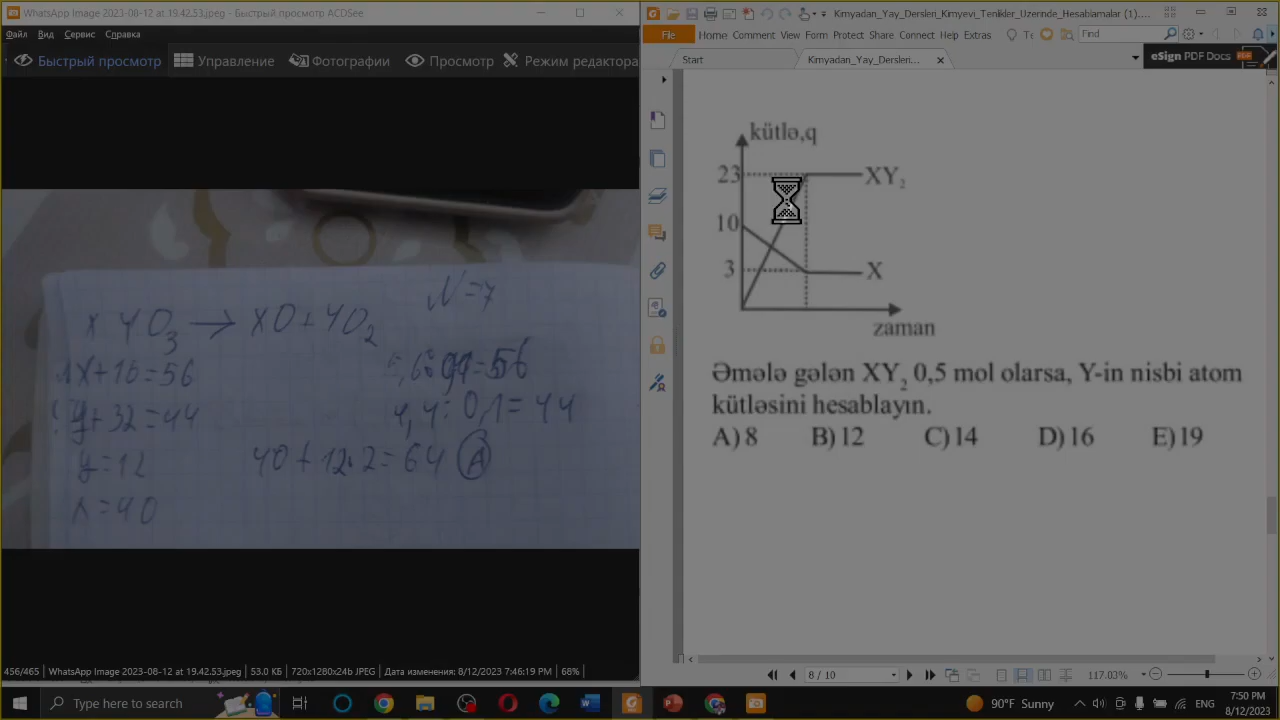 WhatsApp Image 2023-08-12 at 19.42.53.jpeg - Быстрый просмотр ACDSee
Файл Вид Сервис Справка
Быстрый просмотр Управление Фотографии Просмотр Режим редактора
N=7
XYO3 → XO+YO2
X+16=56
Y+32=44
4,4:0,1=44
y=12
40+12·2=64 A
x=40
456/465 WhatsApp Image 2023-08-12 at 19.42.53.jpeg 53,0 КБ 720x1280x24b JPEG Дата изменения: 8/12/2023 7:46:19 PM 68%
Kimyadan_Yay_Dersleri_Kimyevi_Tenlikler_Uzerinde_Hesablamalar (1)....
File Home Comment View Form Protect Share Connect Help Extras Find
Start Kimyadan_Yay_Dersleri... eSign PDF Docs
kütlə,q
23 XY2
10
3 X
zaman
Əmələ gələn XY2 0,5 mol olarsa, Y-in nisbi atom
kütləsini hesablayın.
A) 8 B) 12 C) 14 D) 16 E) 19
8 / 10 117.03%
Type here to search 90°F Sunny ENG 7:50 PM
8/12/2023